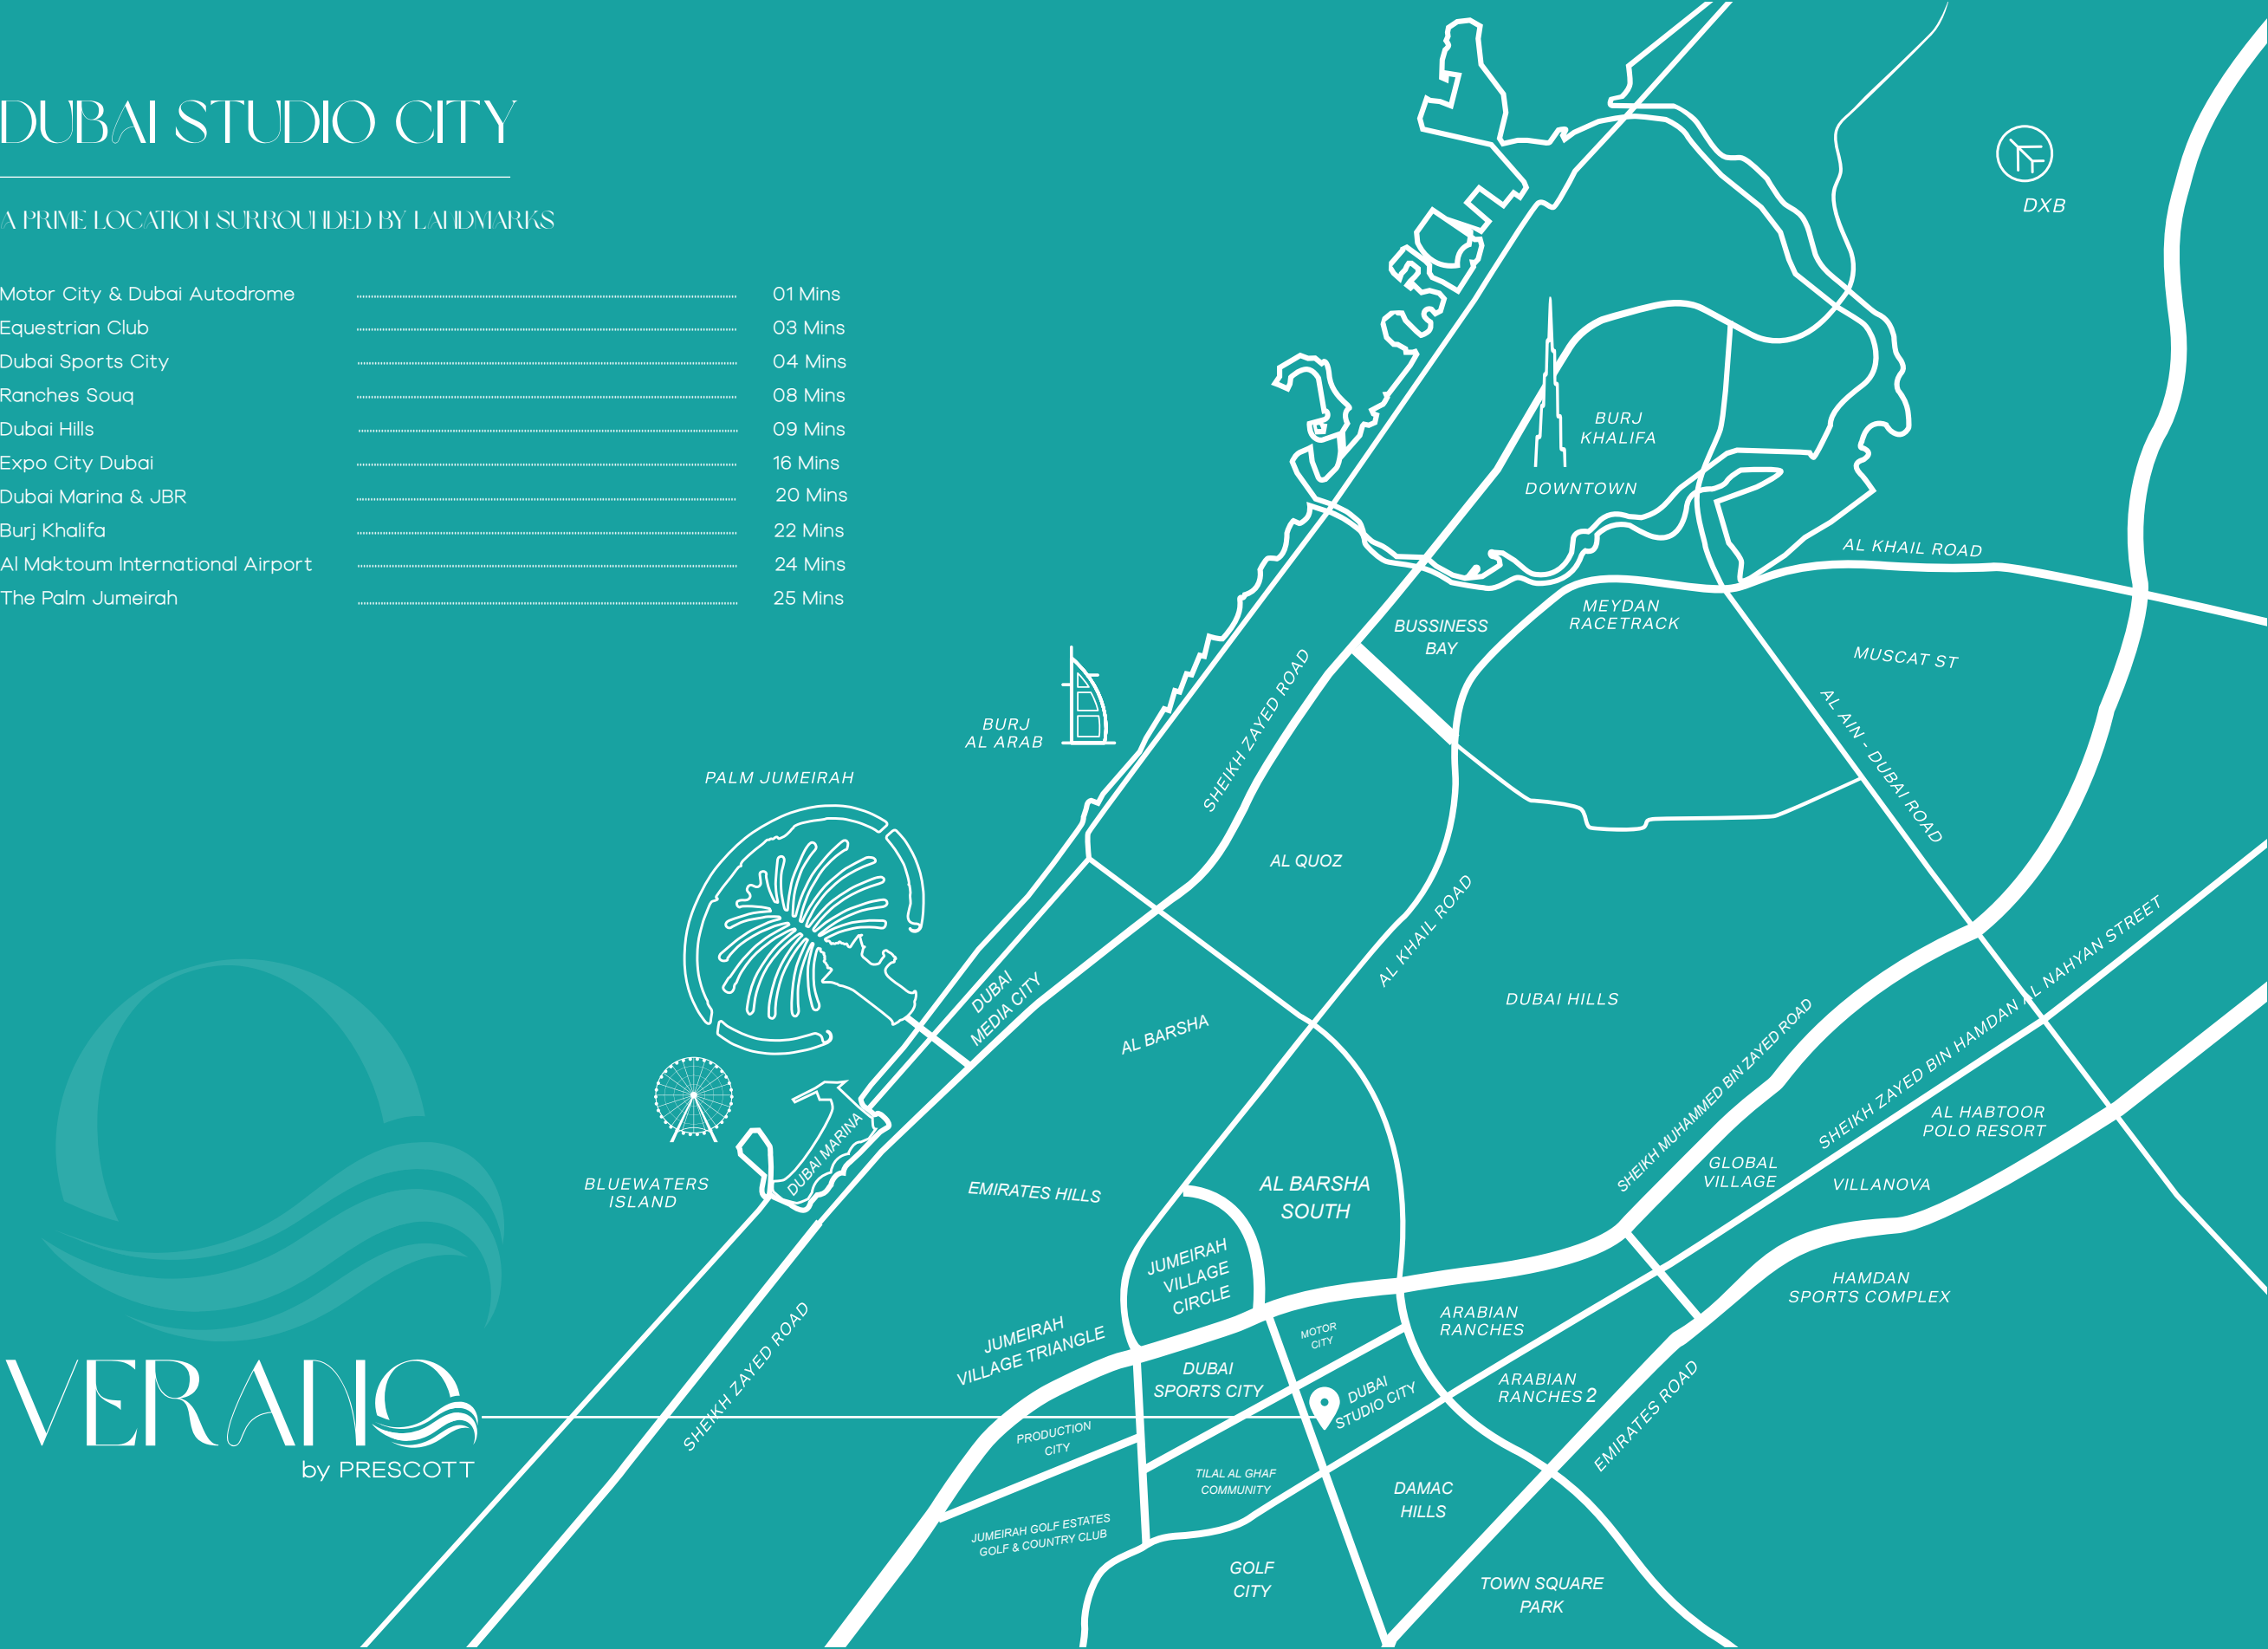 DUBAI STUDIO CITY
A PRIME LOCATION SURROUNDED BY LANDMARKS
Motor City & Dubai Autodrome 01 Mins
Equestrian Club 03 Mins
Dubai Sports City 04 Mins
Ranches Souq 08 Mins
Dubai Hills 09 Mins
Expo City Dubai 16 Mins
Dubai Marina & JBR 20 Mins
Burj Khalifa 22 Mins
Al Maktoum International Airport 24 Mins
The Palm Jumeirah 25 Mins
DXB
BURJ
KHALIFA
DOWNTOWN
AL KHAIL ROAD
MEYDAN
RACETRACK
BUSSINESS
BAY
MUSCAT ST
SHEIKH ZAYED ROAD
AL AIN - DUBAI ROAD
BURJ
AL ARAB
PALM JUMEIRAH
AL QUOZ
AL KHAIL ROAD
DUBAI
MEDIA CITY
AL BARSHA
DUBAI HILLS
SHEIKH MUHAMMED BIN ZAYED ROAD
SHEIKH ZAYED BIN HAMDAN AL NAHYAN STREET
AL HABTOOR
POLO RESORT
GLOBAL
VILLAGE
VILLANOVA
DUBAI MARINA
BLUEWATERS
ISLAND
EMIRATES HILLS
AL BARSHA
SOUTH
JUMEIRAH
VILLAGE
CIRCLE
HAMDAN
SPORTS COMPLEX
JUMEIRAH
VILLAGE TRIANGLE
MOTOR
CITY
ARABIAN
RANCHES
SHEIKH ZAYED ROAD
DUBAI
SPORTS CITY
DUBAI
STUDIO CITY
ARABIAN
RANCHES 2
EMIRATES ROAD
VERANO
by PRESCOTT
PRODUCTION
CITY
TILAL AL GHAF
COMMUNITY
DAMAC
HILLS
JUMEIRAH GOLF ESTATES
GOLF & COUNTRY CLUB
GOLF
CITY
TOWN SQUARE
PARK